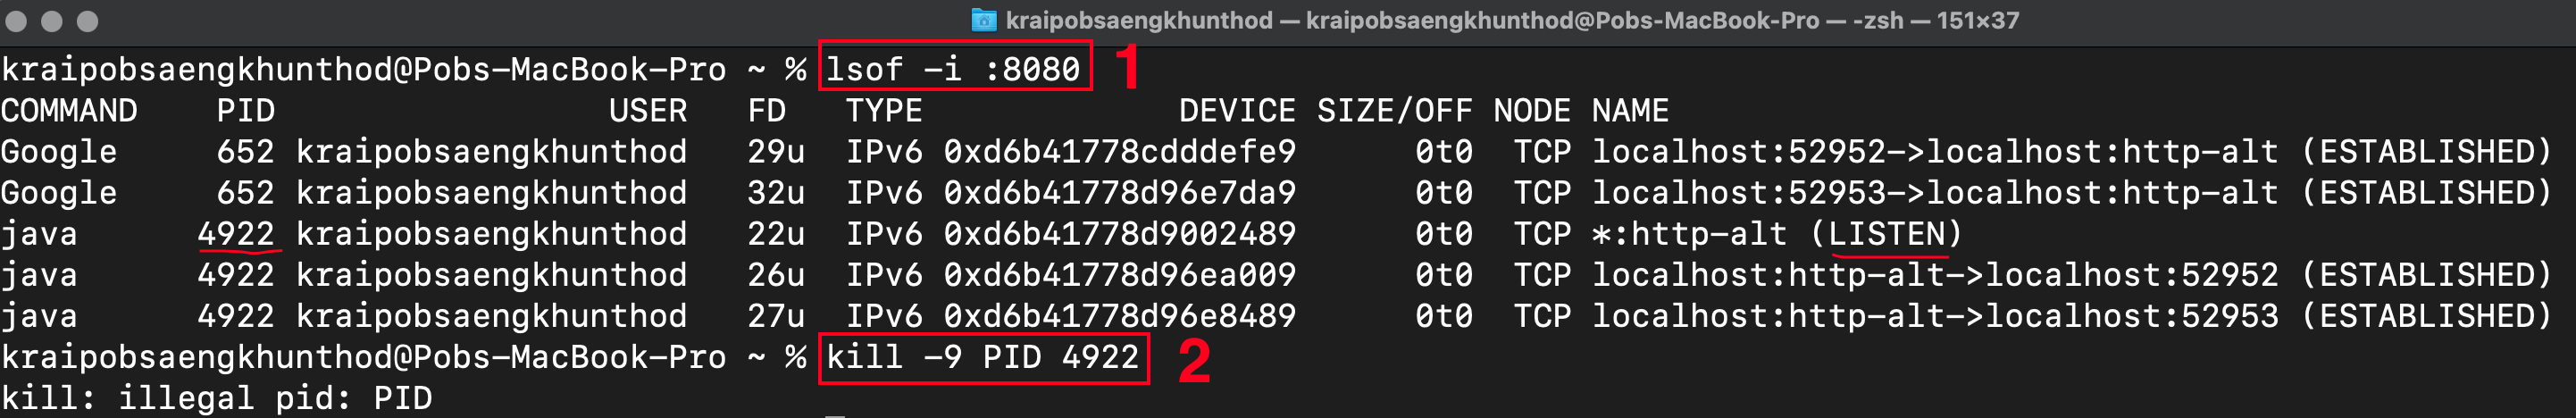 kraipobsaengkhunthod — kraipobsaengkhunthod@Pobs-MacBook-Pro — -zsh — 151×37
kraipobsaengkhunthod@Pobs-MacBook-Pro ~ % lsof -i :8080 1
COMMAND PID USER FD TYPE DEVICE SIZE/OFF NODE NAME
Google 652 kraipobsaengkhunthod 29u IPv6 0xd6b41778cdddefe9 0t0 TCP localhost:52952->localhost:http-alt (ESTABLISHED)
Google 652 kraipobsaengkhunthod 32u IPv6 0xd6b41778d96e7da9 0t0 TCP localhost:52953->localhost:http-alt (ESTABLISHED)
java 4922 kraipobsaengkhunthod 22u IPv6 0xd6b41778d9002489 0t0 TCP *:http-alt (LISTEN)
java 4922 kraipobsaengkhunthod 26u IPv6 0xd6b41778d96ea009 0t0 TCP localhost:http-alt->localhost:52952 (ESTABLISHED)
java 4922 kraipobsaengkhunthod 27u IPv6 0xd6b41778d96e8489 0t0 TCP localhost:http-alt->localhost:52953 (ESTABLISHED)
kraipobsaengkhunthod@Pobs-MacBook-Pro ~ % kill -9 PID 4922 2
kill: illegal pid: PID